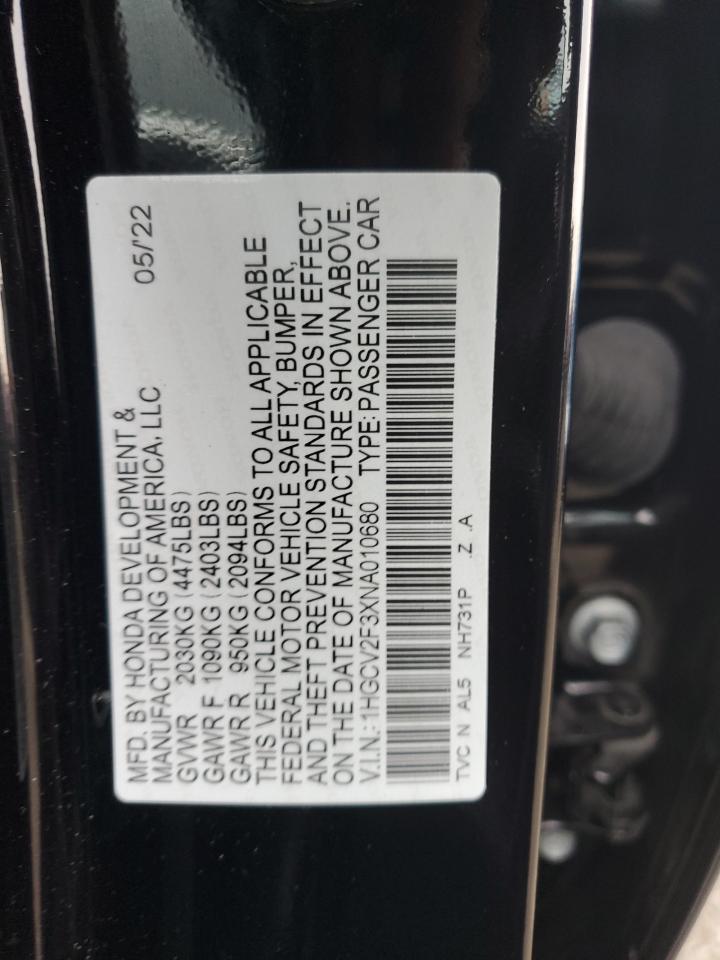 MFD. BY HONDA DEVELOPMENT & 05/'22
MANUFACTURING OF AMERICA, LLC
GVWR 2030KG (4475LBS)
GAWR F 1090KG (2403LBS)
GAWR R 950KG (2094LBS)
THIS VEHICLE CONFORMS TO ALL APPLICABLE
FEDERAL MOTOR VEHICLE SAFETY, BUMPER,
AND THEFT PREVENTION STANDARDS IN EFFECT
ON THE DATE OF MANUFACTURE SHOWN ABOVE.
V.I.N.: 1HGCV2F3XNA010680 TYPE: PASSENGER CAR
TVC N AL5 NH731P .Z .A